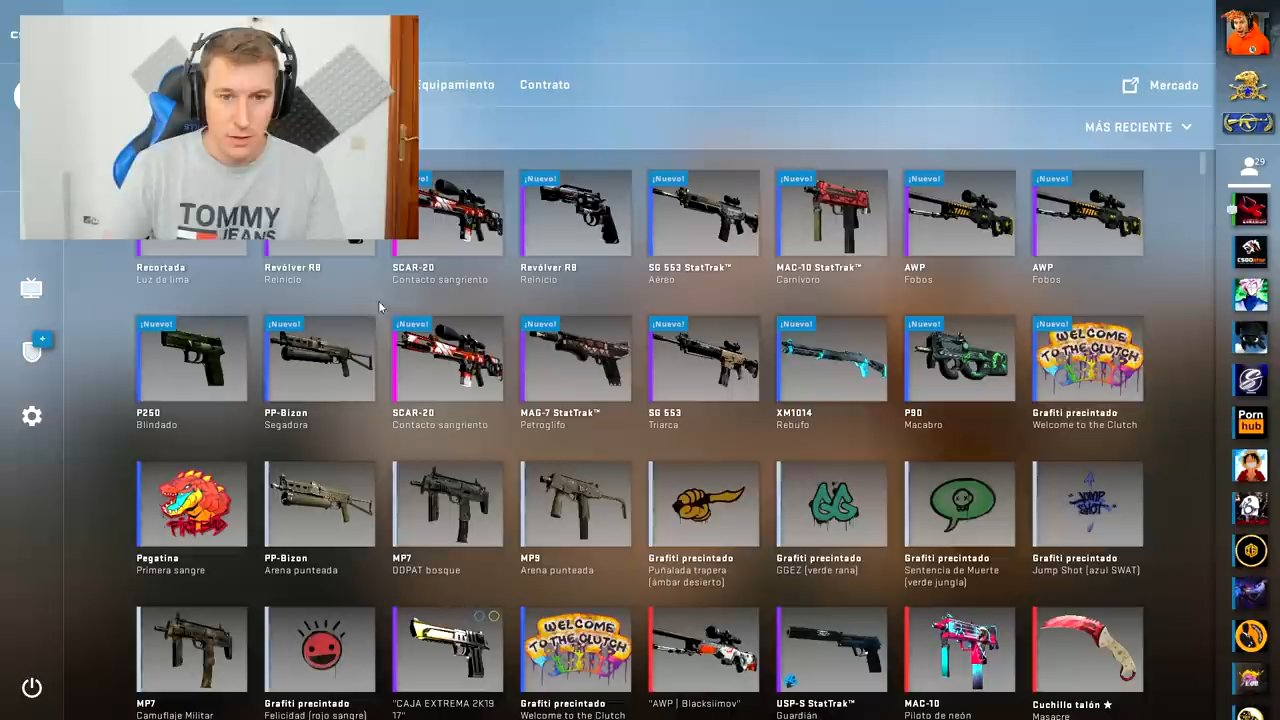 TOMMY
JEANS
Equipamiento
Contrato
Mercado
MÁS RECIENTE
29
¡Nuevo!
¡Nuevo!
¡Nuevo!
¡Nuevo!
¡Nuevo!
¡Nuevo!
Recortada
Luz de lima
Revólver R8
Reinicio
SCAR-20
Contacto sangriento
Revólver R8
Reinicio
SG 553 StatTrak™
Aéreo
MAC-10 StatTrak™
Carnívoro
AWP
Fobos
AWP
Fobos
¡Nuevo!
¡Nuevo!
¡Nuevo!
¡Nuevo!
¡Nuevo!
¡Nuevo!
¡Nuevo!
¡Nuevo!
WELCOME
TO THE CLUTCH
P250
Blindado
PP-Bizon
Segadora
SCAR-20
Contacto sangriento
MAG-7 StatTrak™
Petroglifo
SG 553
Triarca
XM1014
Rebufo
P90
Macabro
Grafiti precintado
Welcome to the Clutch
FIRST BLOOD
GG
JUMP
SHOT
Pegatina
Primera sangre
PP-Bizon
Arena punteada
MP7
DDPAT bosque
MP9
Arena punteada
Grafiti precintado
Puñalada trapera
(ámbar desierto)
Grafiti precintado
GGEZ (verde rana)
Grafiti precintado
Sentencia de Muerte
(verde jungla)
Grafiti precintado
Jump Shot (azul SWAT)
WELCOME
TO THE CLUTCH
MP7
Camuflaje Militar
Grafiti precintado
Felicidad (rojo sangre)
"CAJA EXTREMA 2K19
17"
Grafiti precintado
Welcome to the Clutch
"AWP | Blacksiimov"
USP-S StatTrak™
Guardián
MAC-10
Piloto de neón
Cuchillo talón ★
Masacre
Porn
hub